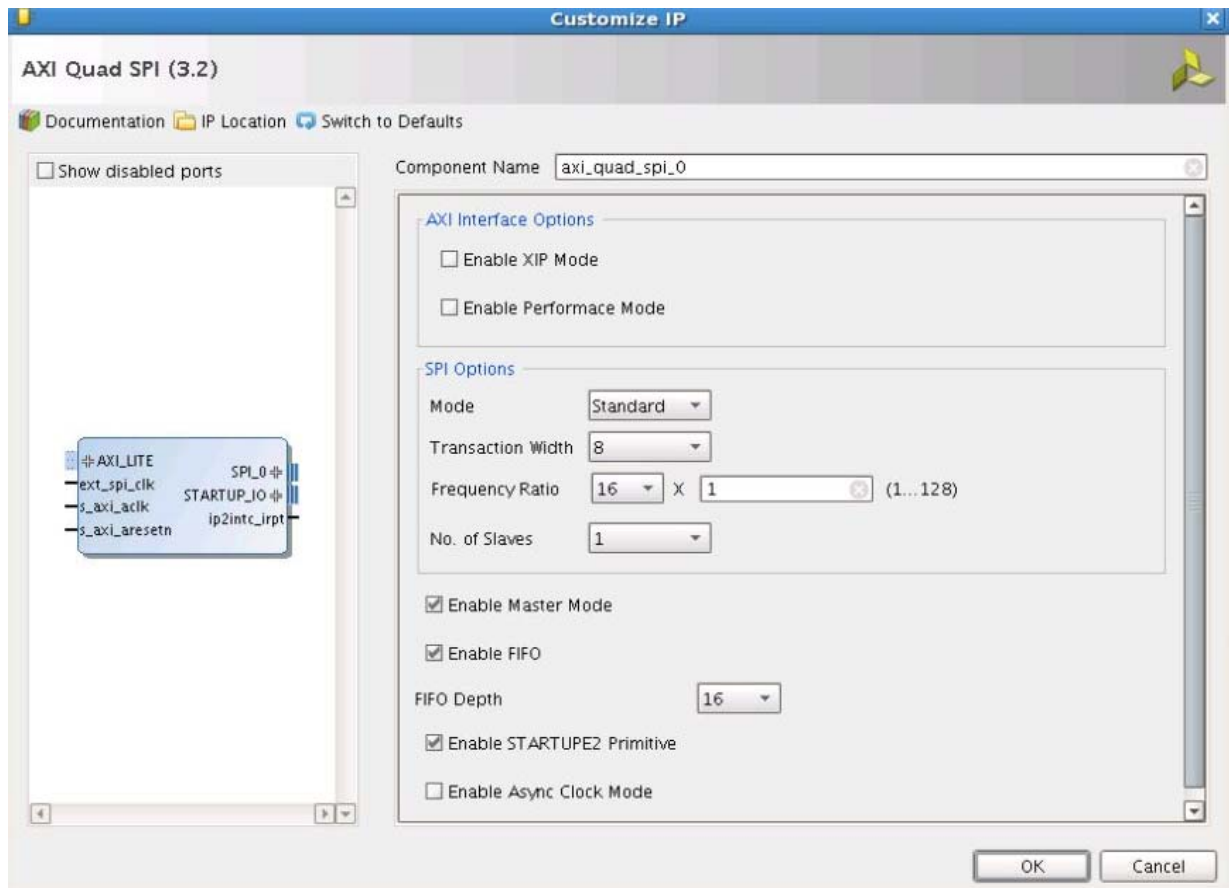 Customize IP
AXI Quad SPI (3.2)
Documentation IP Location Switch to Defaults
Show disabled ports
AXI_LITE
ext_spi_clk
s_axi_aclk
s_axi_aresetn
SPI_0
STARTUP_IO
ip2intc_irpt
Component Name axi_quad_spi_0
AXI Interface Options
Enable XIP Mode
Enable Performace Mode
SPI Options
Mode Standard
Transaction Width 8
Frequency Ratio 16 X 1 (1...128)
No. of Slaves 1
Enable Master Mode
Enable FIFO
FIFO Depth 16
Enable STARTUPE2 Primitive
Enable Async Clock Mode
OK Cancel